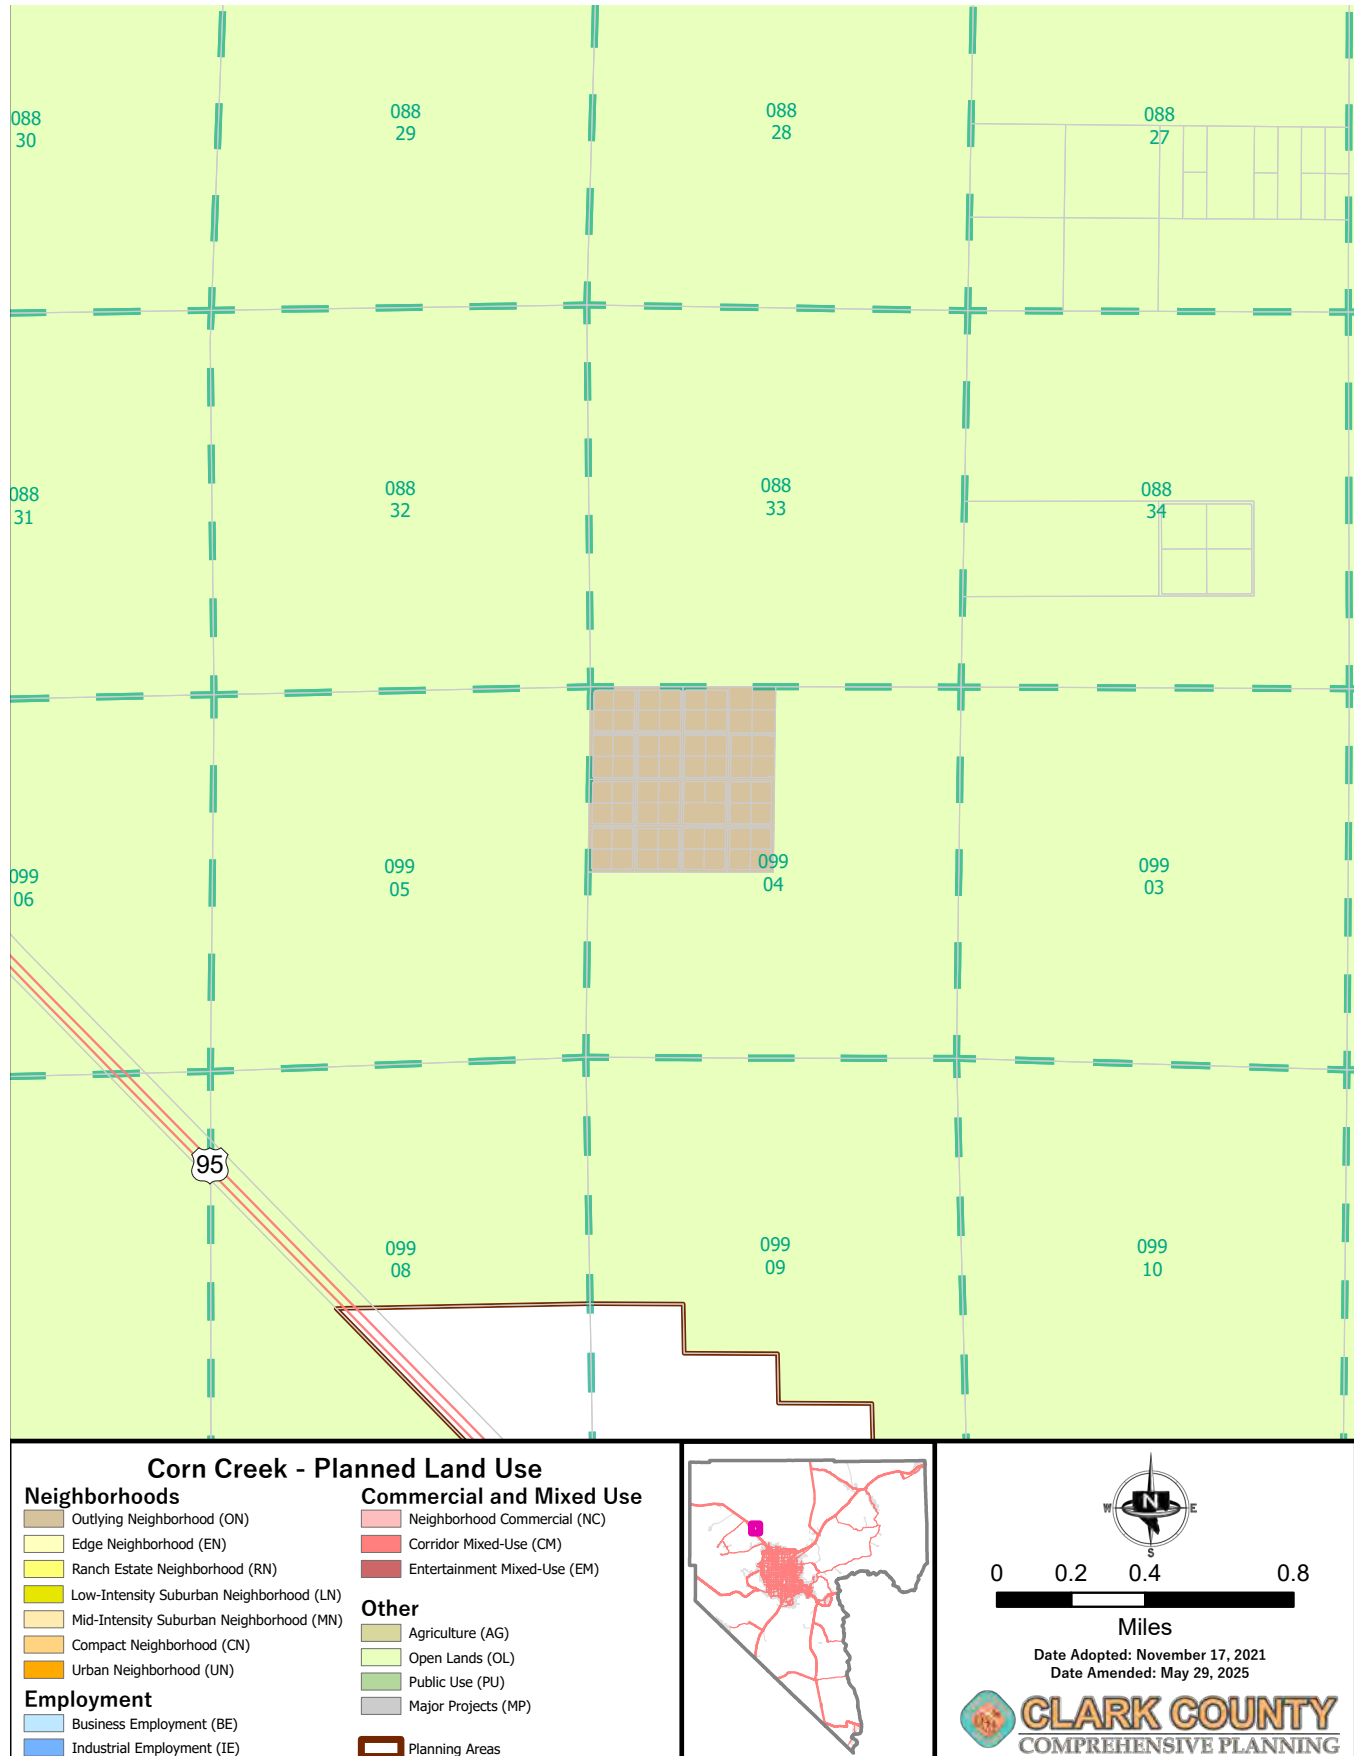 088
30
088
29
088
28
088
27
088
31
088
32
088
33
088
34
099
06
099
05
099
04
099
03
95
099
08
099
09
099
10
Corn Creek - Planned Land Use
Neighborhoods
Outlying Neighborhood (ON)
Edge Neighborhood (EN)
Ranch Estate Neighborhood (RN)
Low-Intensity Suburban Neighborhood (LN)
Mid-Intensity Suburban Neighborhood (MN)
Compact Neighborhood (CN)
Urban Neighborhood (UN)
Employment
Business Employment (BE)
Industrial Employment (IE)
Commercial and Mixed Use
Neighborhood Commercial (NC)
Corridor Mixed-Use (CM)
Entertainment Mixed-Use (EM)
Other
Agriculture (AG)
Open Lands (OL)
Public Use (PU)
Major Projects (MP)
Planning Areas
N
W E
S
0 0.2 0.4 0.8
Miles
Date Adopted: November 17, 2021
Date Amended: May 29, 2025
CLARK COUNTY
COMPREHENSIVE PLANNING